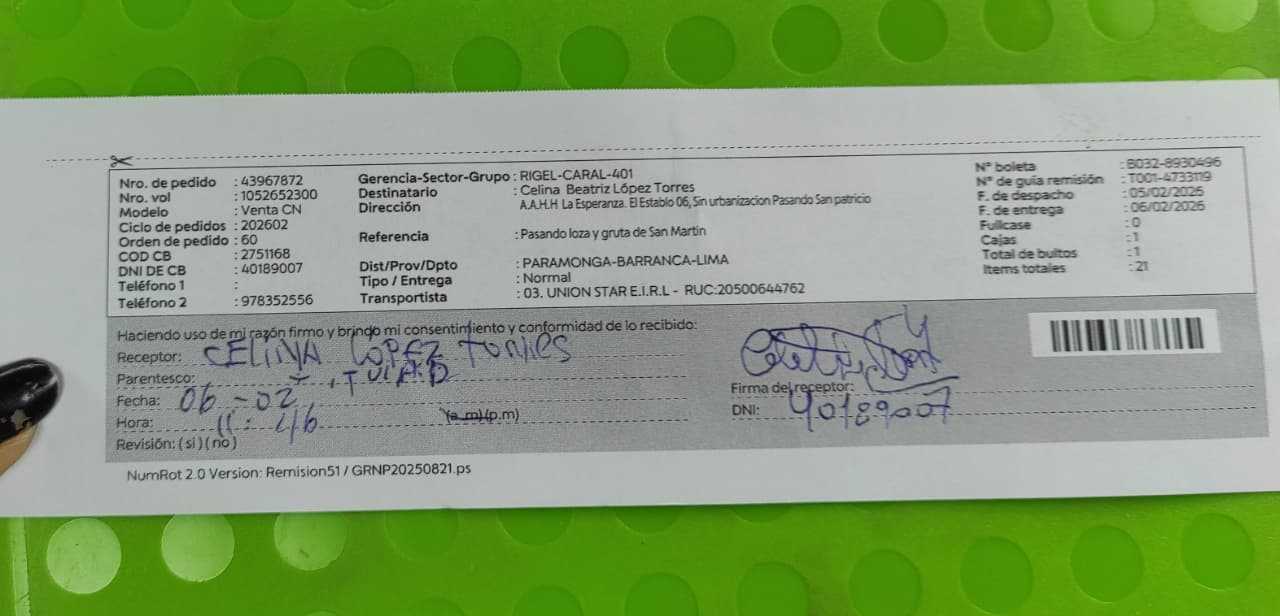 Nro. de pedido : 43967872
Nro. vol : 1052652300
Modelo : Venta CN
Ciclo de pedidos : 202602
Orden de pedido : 60
COD CB : 2751168
DNI DE CB : 40189007
Teléfono 1 :
Teléfono 2 : 978352556
Gerencia-Sector-Grupo : RIGEL-CARAL-401
Destinatario : Celina Beatriz López Torres
Dirección : A.A.H.H La Esperanza. El Establo 06, Sin urbanizacion Pasando San patricio
Referencia : Pasando loza y gruta de San Martin
Dist/Prov/Dpto : PARAMONGA-BARRANCA-LIMA
Tipo / Entrega : Normal
Transportista : 03. UNION STAR E.I.R.L - RUC:20500644762
N° boleta : B032-8930496
N° de guía remisión : T001-4733119
F. de despacho : 05/02/2026
F. de entrega : 06/02/2026
Fullcase : 0
Cajas : 1
Total de bultos : 1
Items totales : 21
Haciendo uso de mi razón firmo y brindo mi consentimiento y conformidad de lo recibido:
Receptor: CELINA LOPEZ TORRES
Parentesco:
Fecha: 06-02
Hora: 11:46 (a.m)(p.m)
Revisión: (si) (no)
Firma del receptor:
DNI: 40189007
NumRot 2.0 Version: Remision51 / GRNP20250821.ps